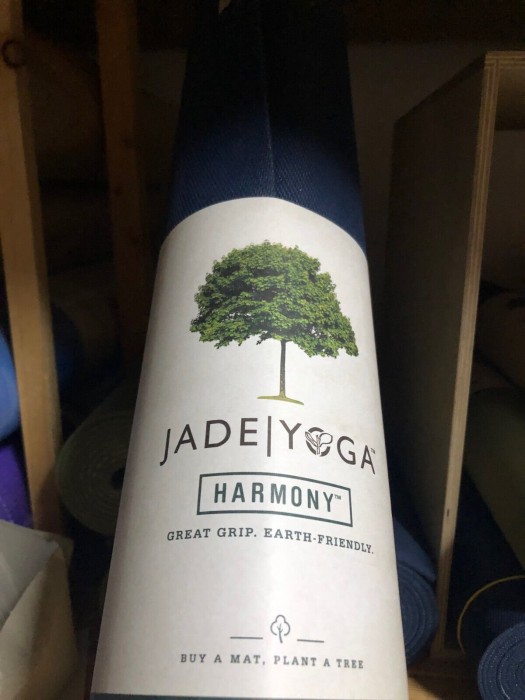 JADE|YOGA™
HARMONY™
GREAT GRIP. EARTH-FRIENDLY.
BUY A MAT, PLANT A TREE